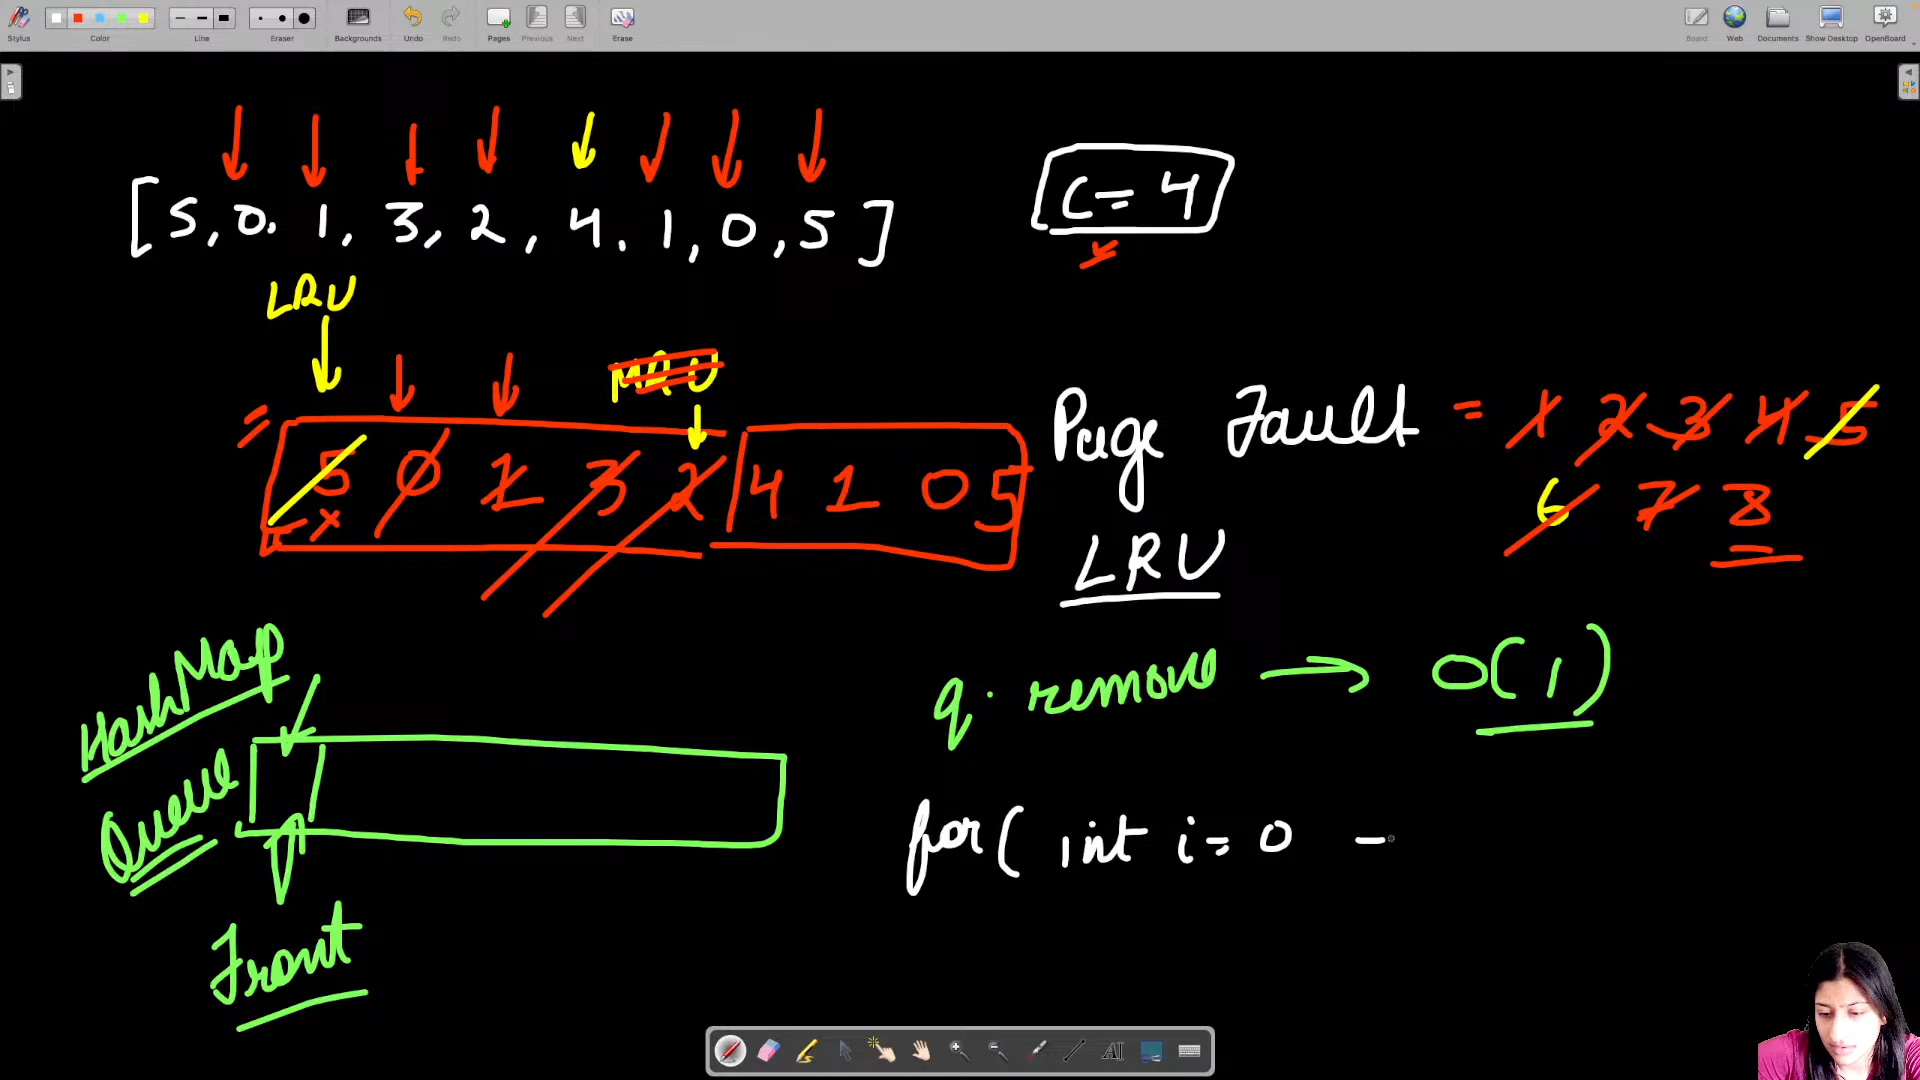 Stylus Color Line Eraser Backgrounds Undo Redo Pages Previous Next Erase Board Web Documents Show Desktop OpenBoard
[5, 0, 1, 3, 2, 4, 1, 0, 5]
C = 4
LRU
MRU
5 0 1 3 2 4 1 0 5
Page Fault = 1 2 3 4 5
6 7 8
LRU
HashMap
q. remove → O(1)
Queue
for( int i = 0 -
Front